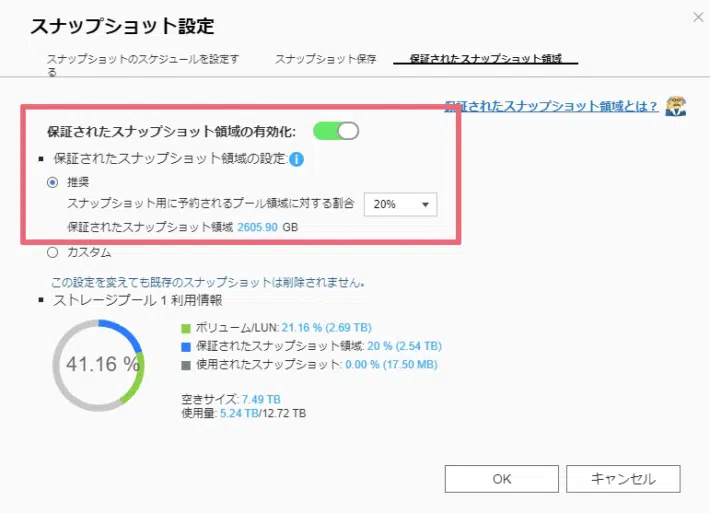 スナップショット設定
スナップショットのスケジュールを設定す
る
スナップショット保存
保証されたスナップショット領域
保証されたスナップショット領域とは？
保証されたスナップショット領域の有効化:
保証されたスナップショット領域の設定:
推奨
スナップショット用に予約されるプール領域に対する割合 20%
保証されたスナップショット領域 2605.90 GB
カスタム
この設定を変えても既存のスナップショットは削除されません。
ストレージプール 1 利用情報
41.16 %
ボリューム/LUN: 21.16 % (2.69 TB)
保証されたスナップショット領域: 20 % (2.54 TB)
使用されたスナップショット: 0.00 % (17.50 MB)
空きサイズ: 7.49 TB
使用量: 5.24 TB/12.72 TB
OK
キャンセル